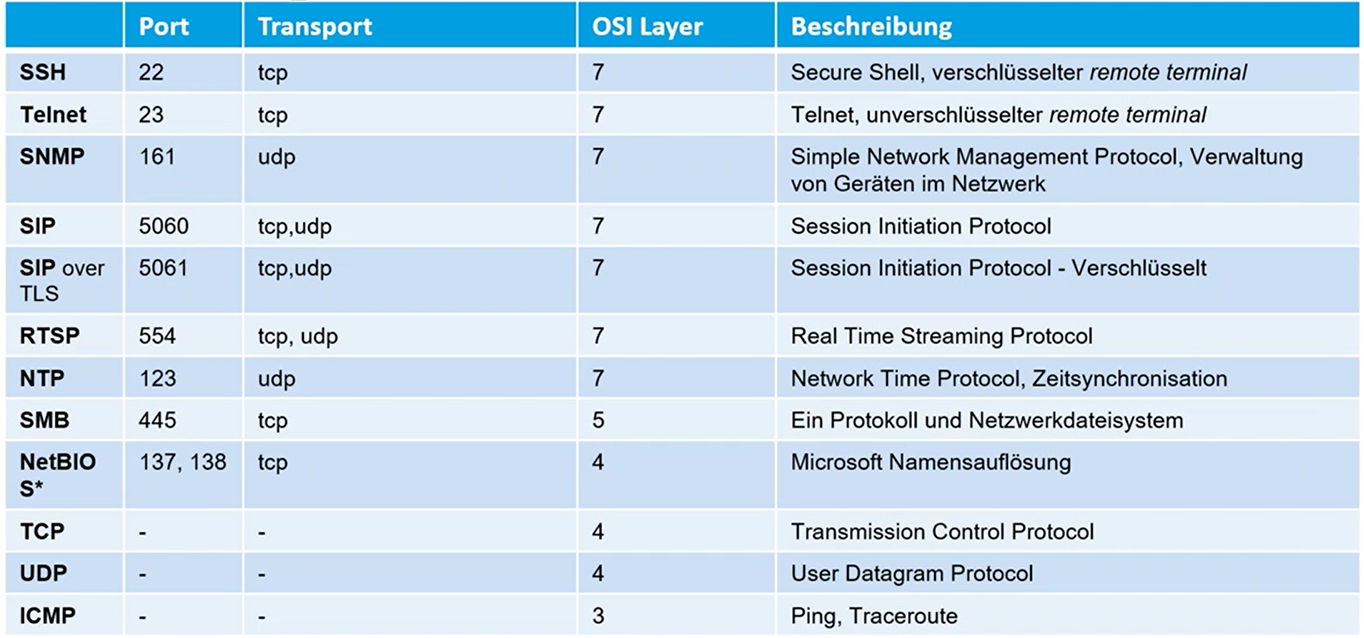 Port Transport OSI Layer Beschreibung
SSH 22 tcp 7 Secure Shell, verschlüsselter remote terminal
Telnet 23 tcp 7 Telnet, unverschlüsselter remote terminal
SNMP 161 udp 7 Simple Network Management Protocol, Verwaltung
von Geräten im Netzwerk
SIP 5060 tcp,udp 7 Session Initiation Protocol
SIP over 5061 tcp,udp 7 Session Initiation Protocol - Verschlüsselt
TLS
RTSP 554 tcp, udp 7 Real Time Streaming Protocol
NTP 123 udp 7 Network Time Protocol, Zeitsynchronisation
SMB 445 tcp 5 Ein Protokoll und Netzwerkdateisystem
NetBIO 137, 138 tcp 4 Microsoft Namensauflösung
S*
TCP - - 4 Transmission Control Protocol
UDP - - 4 User Datagram Protocol
ICMP - - 3 Ping, Traceroute